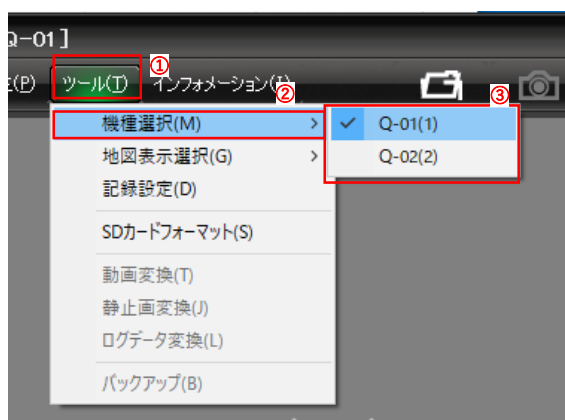 Q-01]
(P) ツール(T) ① インフォメーション(I)
② 機種選択(M) > ✓ Q-01(1) ③
地図表示選択(G) > Q-02(2)
記録設定(D)
SDカードフォーマット(S)
動画変換(T)
静止画変換(J)
ログデータ変換(L)
バックアップ(B)